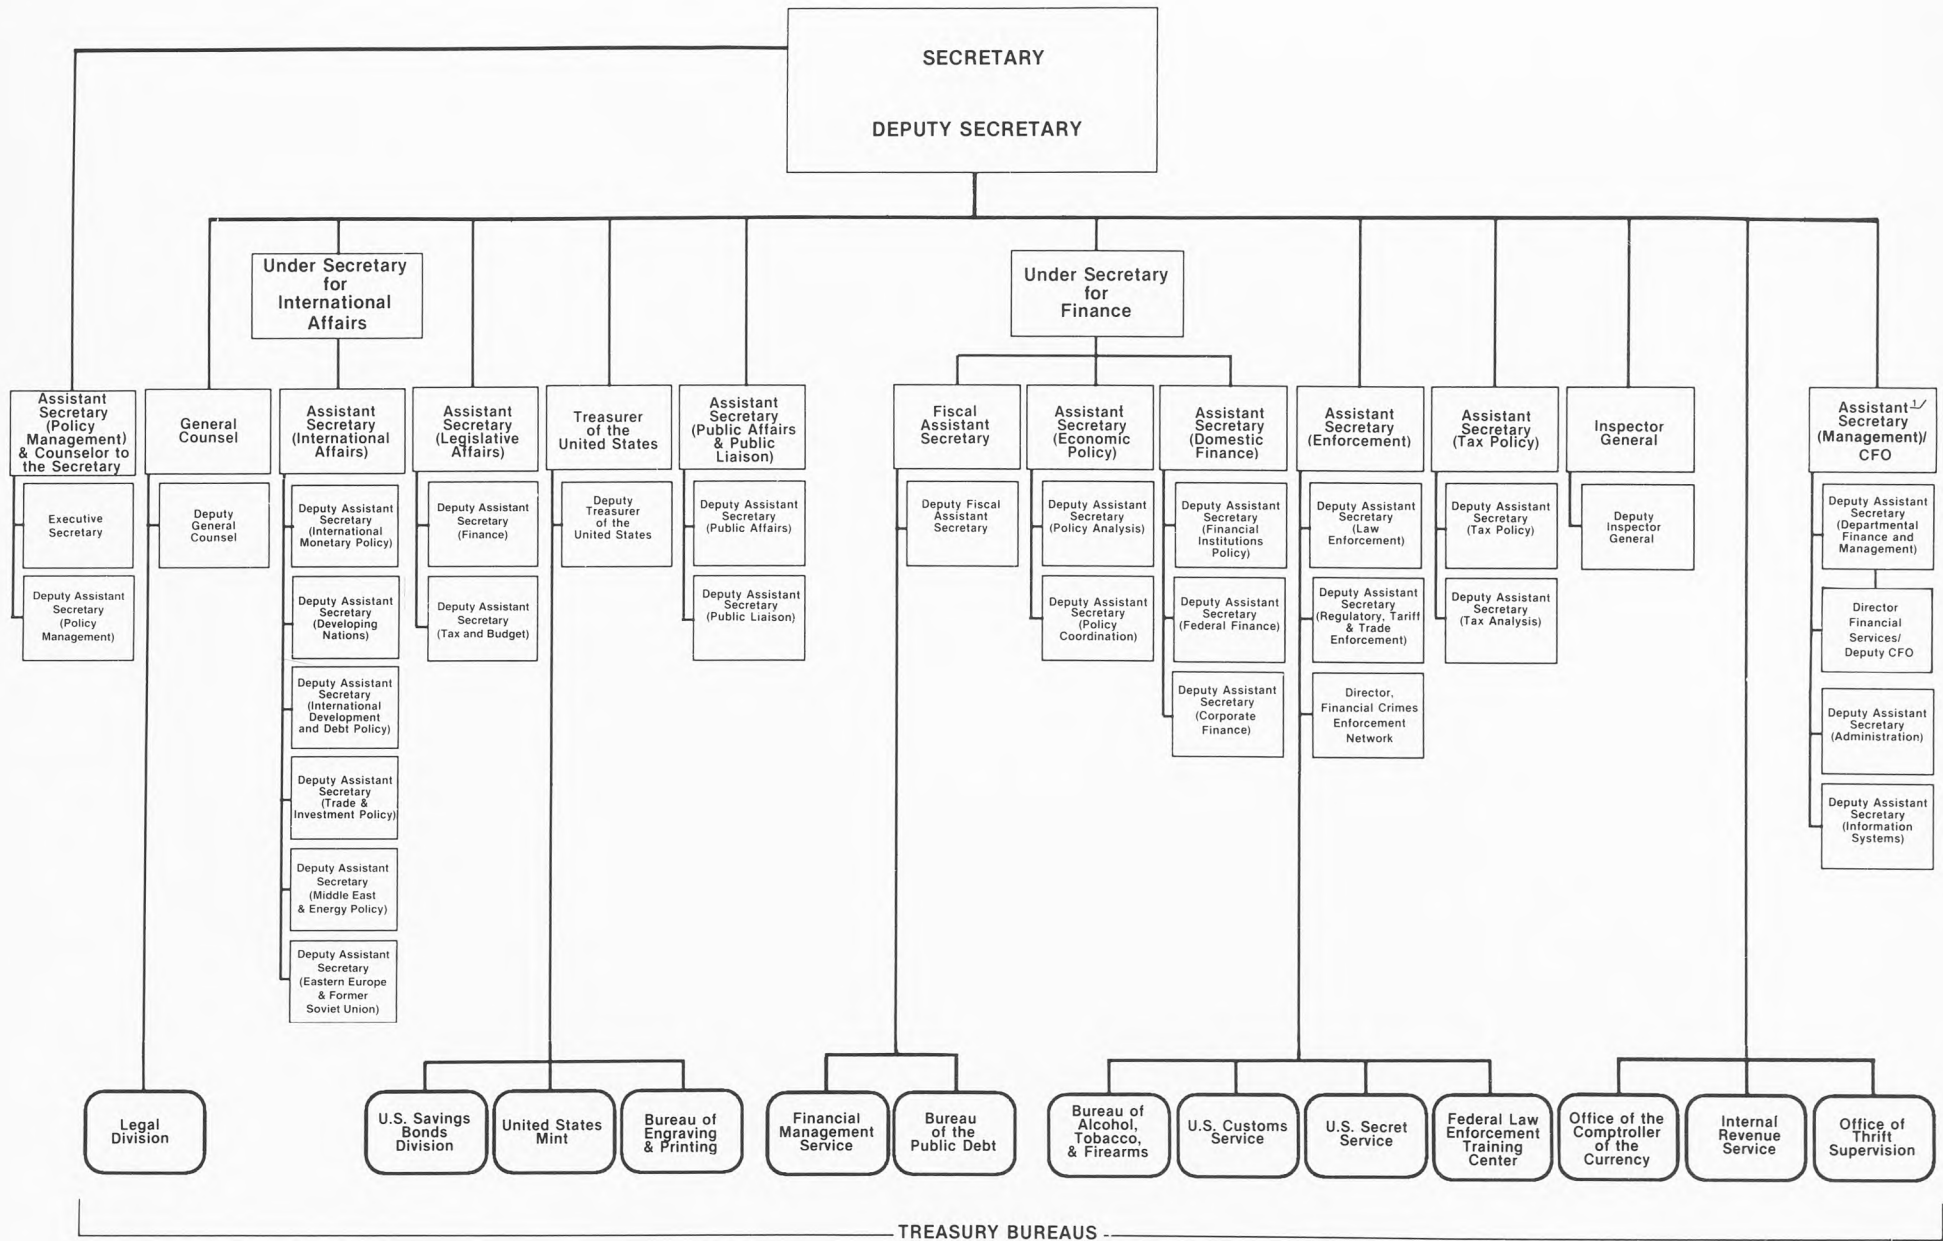 SECRETARY
DEPUTY SECRETARY
Under Secretary
for
International
Affairs
Under Secretary
for
Finance
Assistant
Secretary
(Policy
Management)
& Counselor to
the Secretary
General
Counsel
Assistant
Secretary
(International
Affairs)
Assistant
Secretary
(Legislative
Affairs)
Treasurer
of the
United States
Assistant
Secretary
(Public Affairs
& Public
Liaison)
Fiscal
Assistant
Secretary
Assistant
Secretary
(Economic
Policy)
Assistant
Secretary
(Domestic
Finance)
Assistant
Secretary
(Enforcement)
Assistant
Secretary
(Tax Policy)
Inspector
General
Assistant 1/
Secretary
(Management)/
CFO
Executive
Secretary
Deputy Assistant
Secretary
(Policy
Management)
Deputy
General
Counsel
Deputy Assistant
Secretary
(International
Monetary Policy)
Deputy Assistant
Secretary
(Developing
Nations)
Deputy Assistant
Secretary
(International
Development
and Debt Policy)
Deputy Assistant
Secretary
(Trade &
Investment Policy)
Deputy Assistant
Secretary
(Middle East
& Energy Policy)
Deputy Assistant
Secretary
(Eastern Europe
& Former
Soviet Union)
Deputy Assistant
Secretary
(Finance)
Deputy Assistant
Secretary
(Tax and Budget)
Deputy
Treasurer
of the
United States
Deputy Assistant
Secretary
(Public Affairs)
Deputy Assistant
Secretary
(Public Liaison)
Deputy Fiscal
Assistant
Secretary
Deputy Assistant
Secretary
(Policy Analysis)
Deputy Assistant
Secretary
(Policy
Coordination)
Deputy Assistant
Secretary
(Financial
Institutions
Policy)
Deputy Assistant
Secretary
(Federal Finance)
Deputy Assistant
Secretary
(Corporate
Finance)
Deputy Assistant
Secretary
(Law
Enforcement)
Deputy Assistant
Secretary
(Regulatory, Tariff
& Trade
Enforcement)
Director,
Financial Crimes
Enforcement
Network
Deputy Assistant
Secretary
(Tax Policy)
Deputy Assistant
Secretary
(Tax Analysis)
Deputy
Inspector
General
Deputy Assistant
Secretary
(Departmental
Finance and
Management)
Director
Financial
Services/
Deputy CFO
Deputy Assistant
Secretary
(Administration)
Deputy Assistant
Secretary
(Information
Systems)
Legal
Division
U.S. Savings
Bonds
Division
United States
Mint
Bureau of
Engraving
& Printing
Financial
Management
Service
Bureau
of the
Public Debt
Bureau of
Alcohol,
Tobacco,
& Firearms
U.S. Customs
Service
U.S. Secret
Service
Federal Law
Enforcement
Training
Center
Office of the
Comptroller
of the
Currency
Internal
Revenue
Service
Office of
Thrift
Supervision
TREASURY BUREAUS